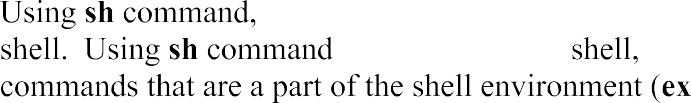 Using sh command,
shell. Using sh command shell,
commands that are a part of the shell environment (ex